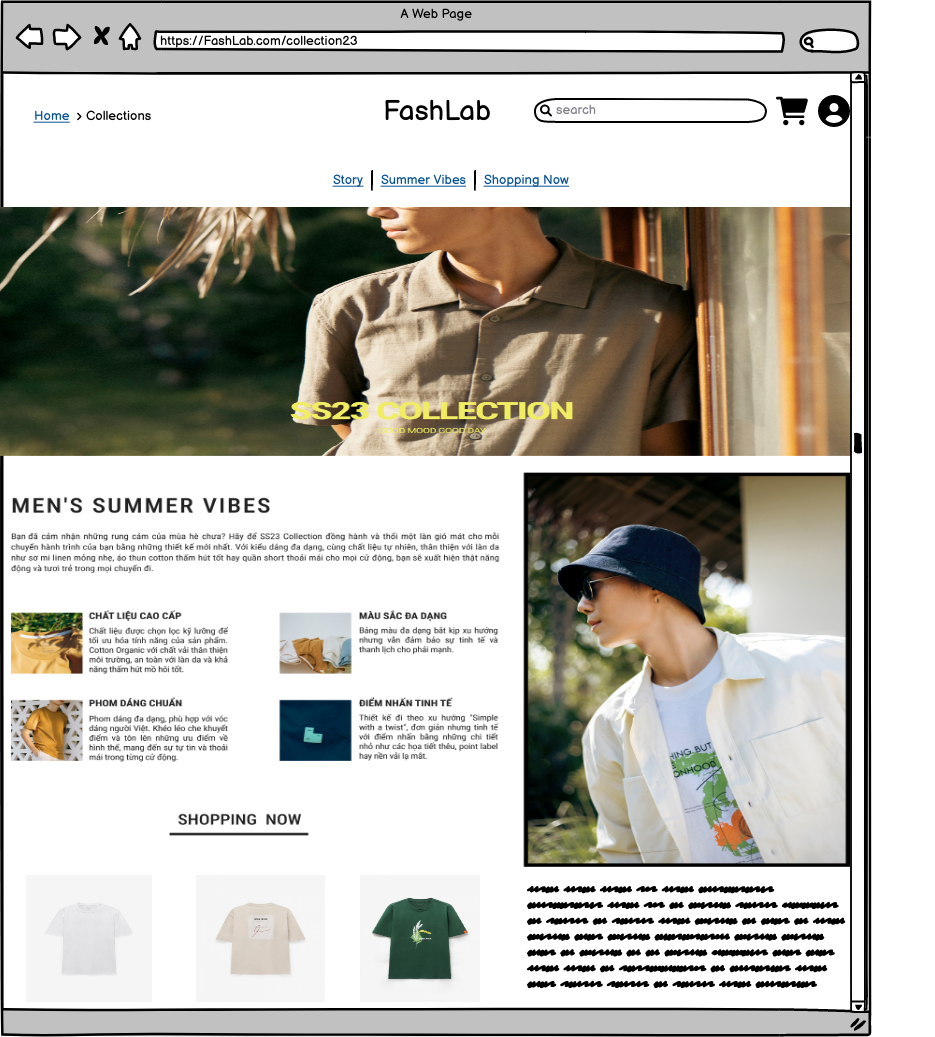 A Web Page
https://FashLab.com/collection23
Home > Collections
FashLab
search
Story
Summer Vibes
Shopping Now
SS23 COLLECTION
GOOD MOOD GOOD DAY
MEN'S SUMMER VIBES
Bạn đã cảm nhận những rung cảm của mùa hè chưa? Hãy để SS23 Collection đồng hành và thổi một làn gió mát cho mỗi
chuyến hành trình của bạn bằng những thiết kế mới nhất. Với kiểu dáng đa dạng, cùng chất liệu tự nhiên, thân thiện với làn da
như sơ mi linen mỏng nhẹ, áo thun cotton thấm hút tốt hay quần short thoải mái cho mọi cử động, bạn sẽ xuất hiện thật năng
động và tươi trẻ trong mọi chuyến đi.
CHẤT LIỆU CAO CẤP
Chất liệu được chọn lọc kỹ lưỡng để
tối ưu hóa tính năng của sản phẩm.
Cotton Organic với chất vải thân thiện
môi trường, an toàn với làn da và khả
năng thấm hút mồ hôi tốt.
MÀU SẮC ĐA DẠNG
Bảng màu đa dạng bắt kịp xu hướng
nhưng vẫn đảm bảo sự tinh tế và
thanh lịch cho phái mạnh.
PHOM DÁNG CHUẨN
Phom dáng đa dạng, phù hợp với vóc
dáng người Việt. Khéo léo che khuyết
điểm và tôn lên những ưu điểm về
hình thể, mang đến sự tự tin và thoải
mái trong từng cử động.
ĐIỂM NHẤN TINH TẾ
Thiết kế đi theo xu hướng "Simple
with a twist", đơn giản nhưng tinh tế
với điểm nhấn bằng những chi tiết
nhỏ như các họa tiết thêu, point label
hay nền vải lạ mắt.
SHOPPING NOW
HING BUT
ONHOOD